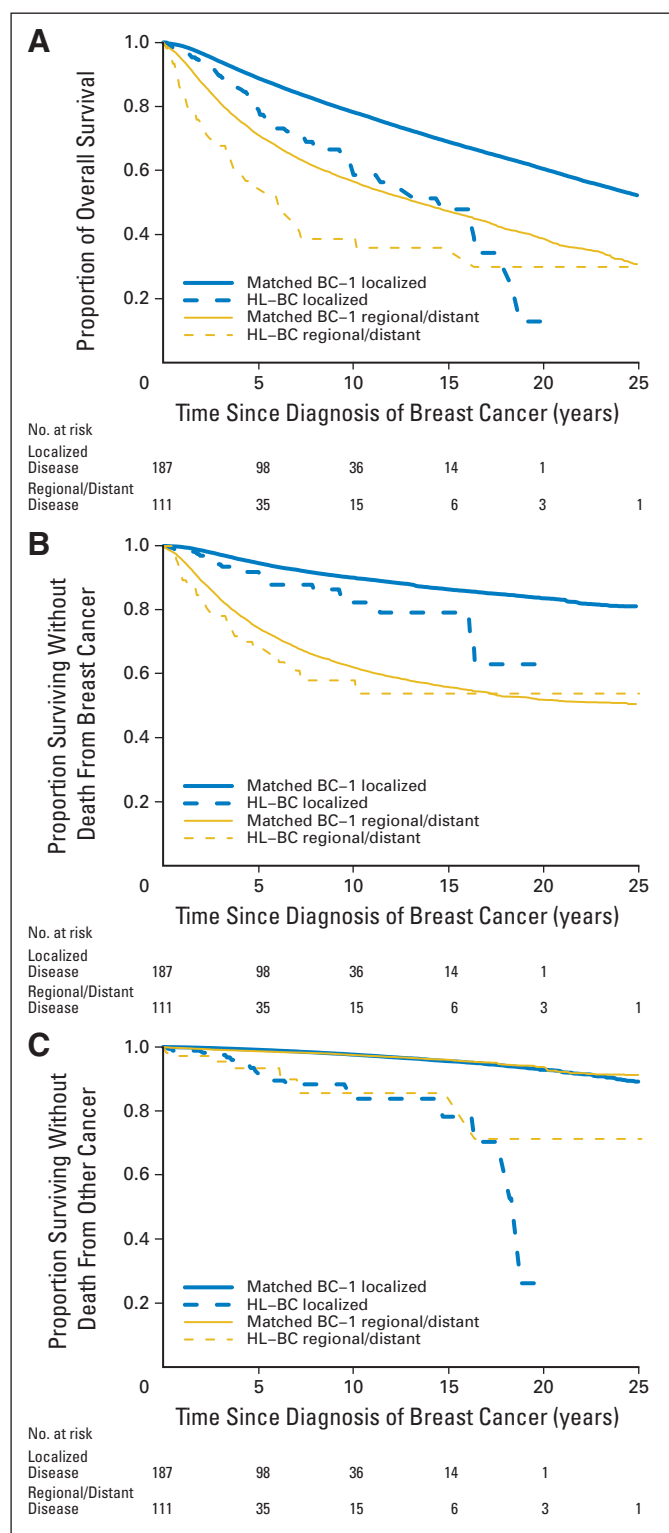 A
Proportion of Overall Survival
1.0
0.8
0.6
0.4
0.2
Matched BC–1 localized
HL–BC localized
Matched BC–1 regional/distant
HL–BC regional/distant
0 5 10 15 20 25
Time Since Diagnosis of Breast Cancer (years)
No. at risk
Localized
Disease 187 98 36 14 1
Regional/Distant
Disease 111 35 15 6 3 1
B
Proportion Surviving Without
Death From Breast Cancer
1.0
0.8
0.6
0.4
0.2
Matched BC–1 localized
HL–BC localized
Matched BC–1 regional/distant
HL–BC regional/distant
0 5 10 15 20 25
Time Since Diagnosis of Breast Cancer (years)
No. at risk
Localized
Disease 187 98 36 14 1
Regional/Distant
Disease 111 35 15 6 3 1
C
Proportion Surviving Without
Death From Other Cancer
1.0
0.8
0.6
0.4
0.2
Matched BC–1 localized
HL–BC localized
Matched BC–1 regional/distant
HL–BC regional/distant
0 5 10 15 20 25
Time Since Diagnosis of Breast Cancer (years)
No. at risk
Localized
Disease 187 98 36 14 1
Regional/Distant
Disease 111 35 15 6 3 1